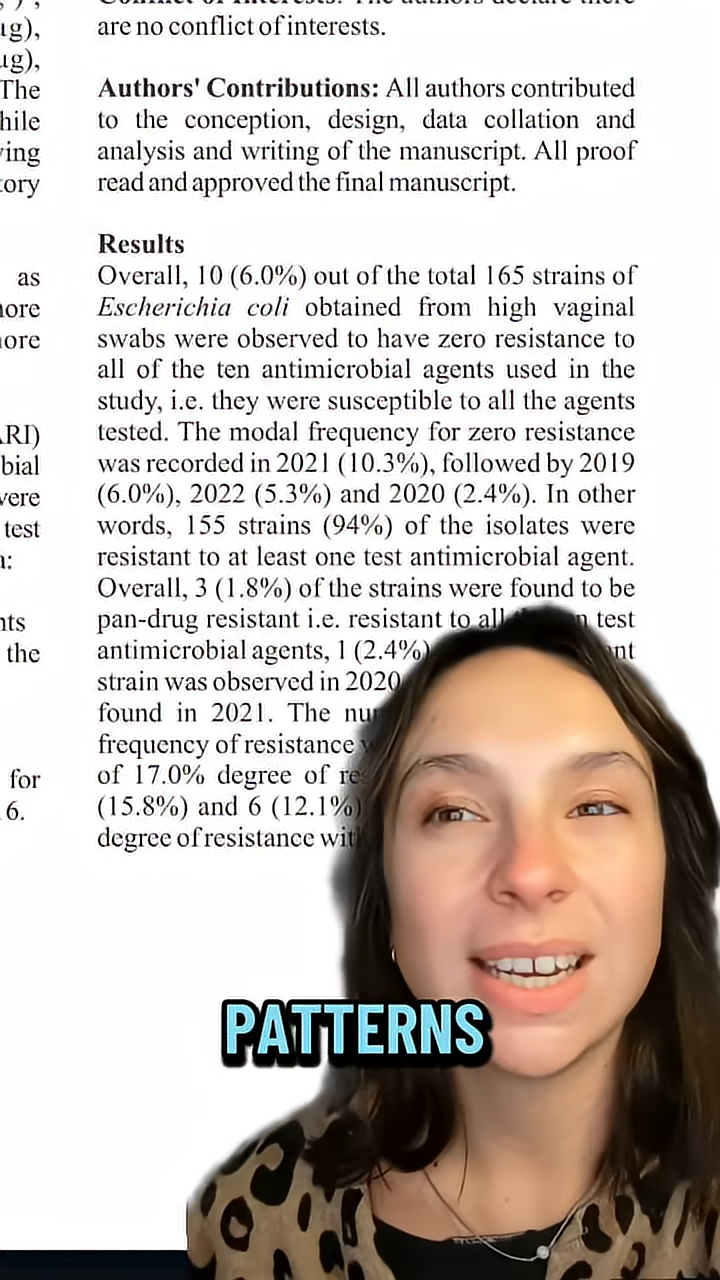 ug),
ug),
The
hile
ing
tory
as
ore
ore
ARI)
bial
were
test
a:
nts
the
for
16.
are no conflict of interests.
Authors' Contributions: All authors contributed
to the conception, design, data collation and
analysis and writing of the manuscript. All proof
read and approved the final manuscript.
Results
Overall, 10 (6.0%) out of the total 165 strains of
Escherichia coli obtained from high vaginal
swabs were observed to have zero resistance to
all of the ten antimicrobial agents used in the
study, i.e. they were susceptible to all the agents
tested. The modal frequency for zero resistance
was recorded in 2021 (10.3%), followed by 2019
(6.0%), 2022 (5.3%) and 2020 (2.4%). In other
words, 155 strains (94%) of the isolates were
resistant to at least one test antimicrobial agent.
Overall, 3 (1.8%) of the strains were found to be
pan-drug resistant i.e. resistant to all test
antimicrobial agents, 1 (2.4%)
strain was observed in 2020
found in 2021. The
frequency of resistance
of 17.0% degree of
(15.8%) and 6 (12.1%)
degree of resistance
PATTERNS